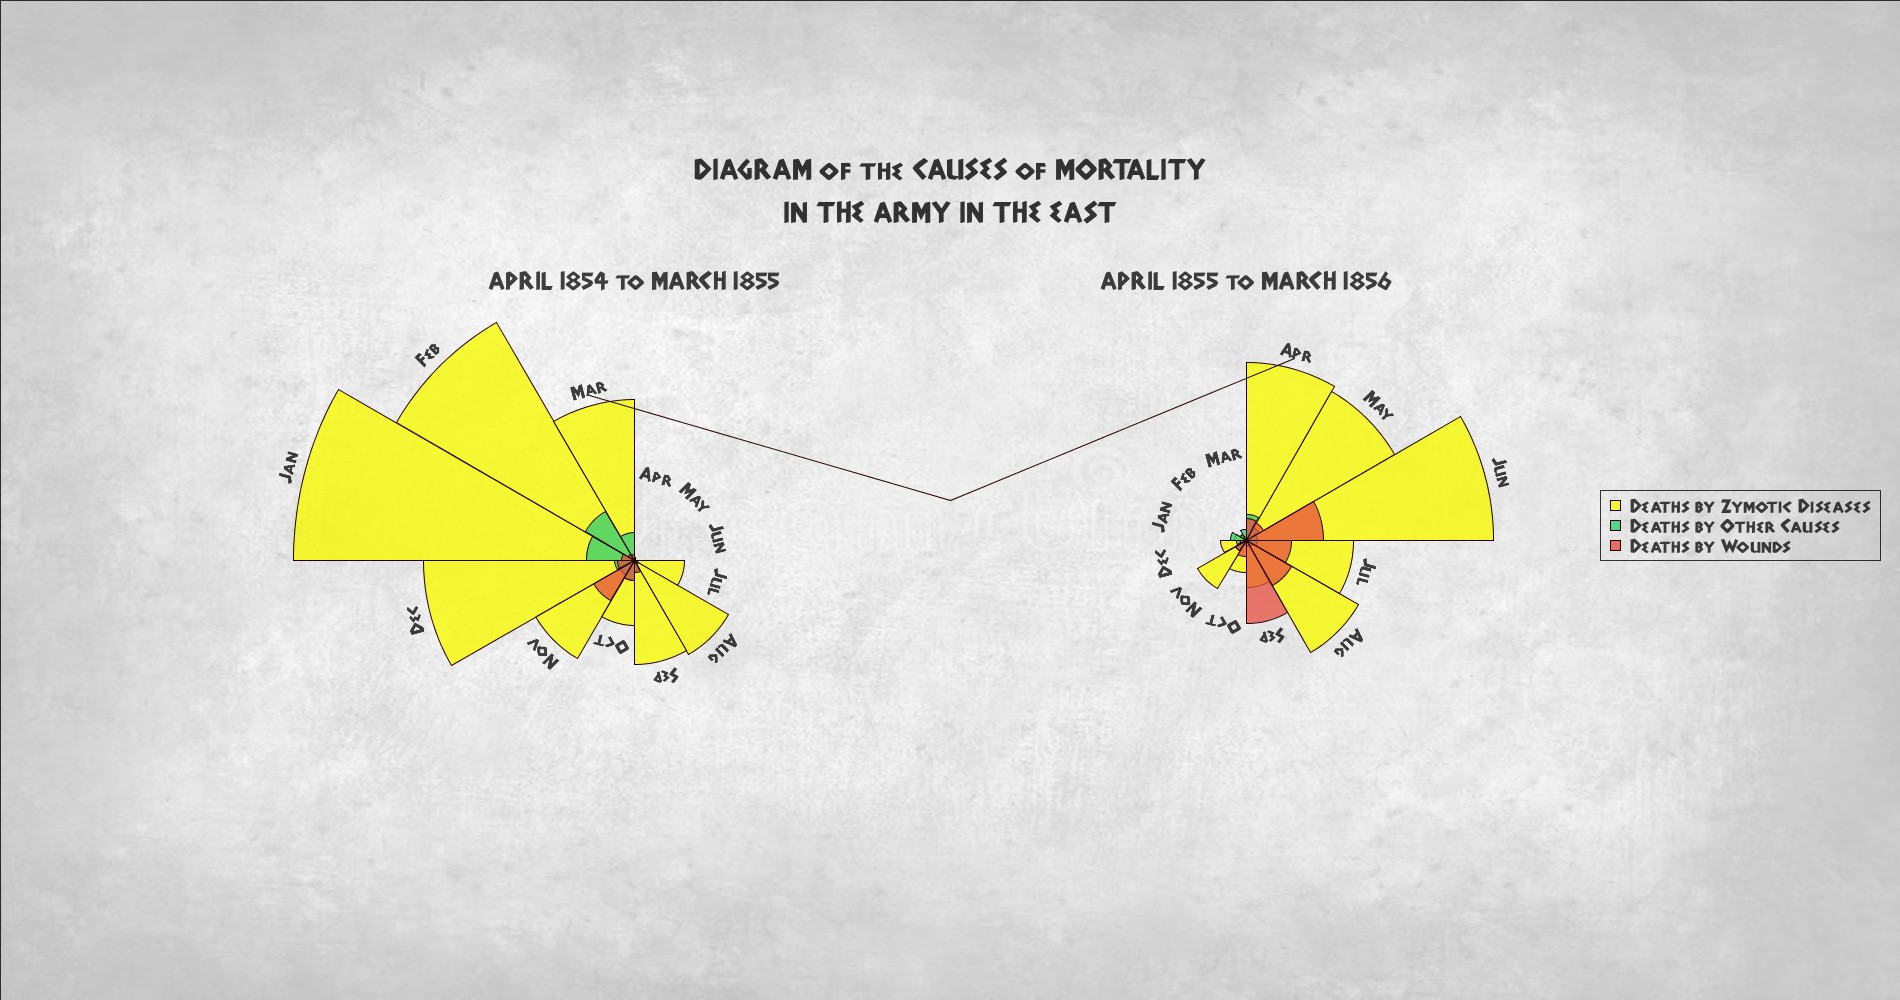 DIAGRAM OF THE CAUSES OF MORTALITY
IN THE ARMY IN THE EAST
APRIL 1854 TO MARCH 1855
APR
MAY
JUN
JUL
AUG
SEP
OCT
NOV
DEC
JAN
FEB
MAR
APRIL 1855 TO MARCH 1856
APR
MAY
JUN
JUL
AUG
SEP
OCT
NOV
DEC
JAN
FEB
MAR
DEATHS BY ZYMOTIC DISEASES
DEATHS BY OTHER CAUSES
DEATHS BY WOUNDS